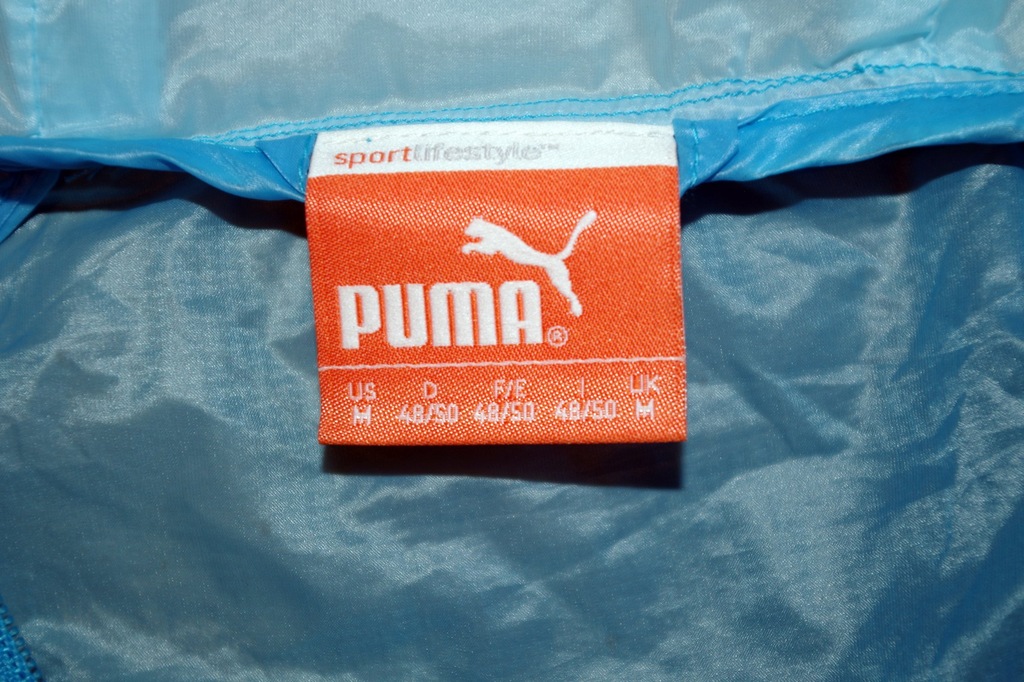 sportlifestyle™
PUMA®
US D F/E I UK
M 48/50 48/50 48/50 M